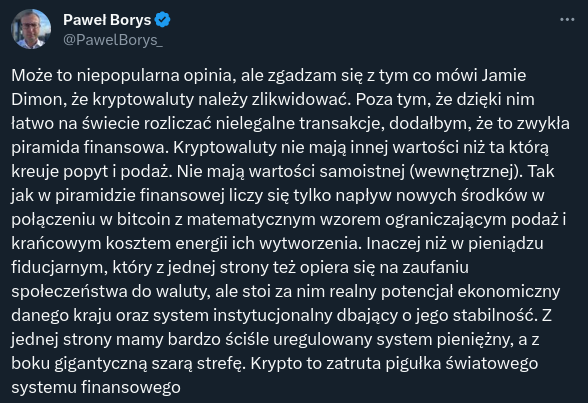 Paweł Borys
@PawelBorys_
Może to niepopularna opinia, ale zgadzam się z tym co mówi Jamie
Dimon, że kryptowaluty należy zlikwidować. Poza tym, że dzięki nim
łatwo na świecie rozliczać nielegalne transakcje, dodałbym, że to zwykła
piramida finansowa. Kryptowaluty nie mają innej wartości niż ta którą
kreuje popyt i podaż. Nie mają wartości samoistnej (wewnętrznej). Tak
jak w piramidzie finansowej liczy się tylko napływ nowych środków w
połączeniu w bitcoin z matematycznym wzorem ograniczającym podaż i
krańcowym kosztem energii ich wytworzenia. Inaczej niż w pieniądzu
fiducjarnym, który z jednej strony też opiera się na zaufaniu
społeczeństwa do waluty, ale stoi za nim realny potencjał ekonomiczny
danego kraju oraz system instytucjonalny dbający o jego stabilność. Z
jednej strony mamy bardzo ściśle uregulowany system pieniężny, a z
boku gigantyczną szarą strefę. Krypto to zatruta pigułka światowego
systemu finansowego